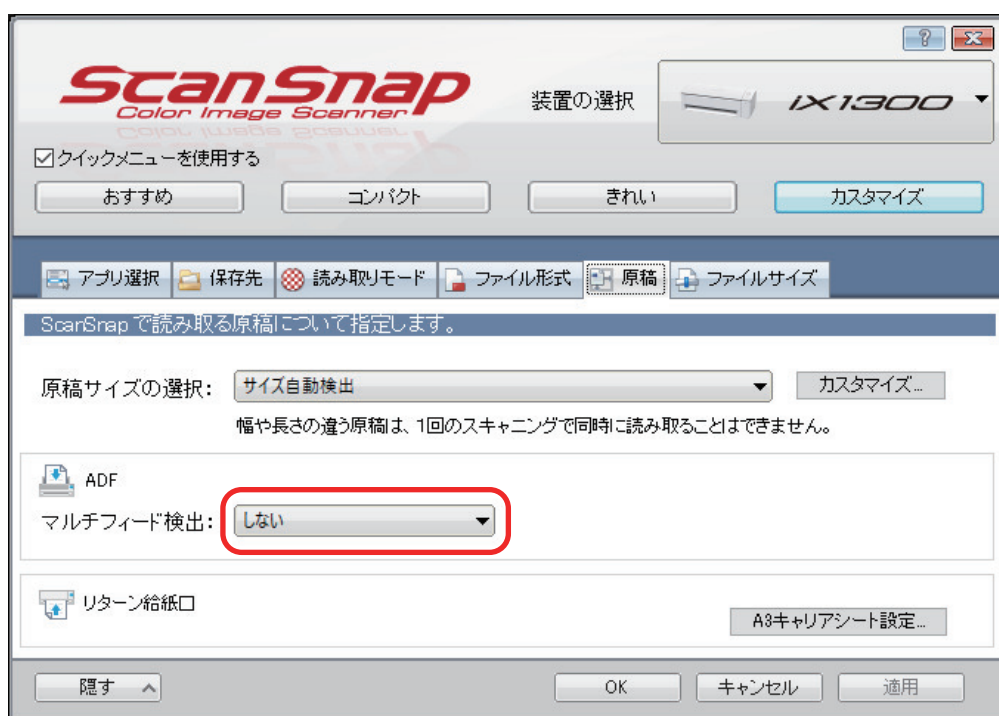 ScanSnap
Color Image Scanner
装置の選択
iX1300
クイックメニューを使用する
おすすめ
コンパクト
きれい
カスタマイズ
アプリ選択
保存先
読み取りモード
ファイル形式
原稿
ファイルサイズ
ScanSnap で読み取る原稿について指定します。
原稿サイズの選択:
サイズ自動検出
カスタマイズ...
幅や長さの違う原稿は、1回のスキャニングで同時に読み取ることはできません。
ADF
マルチフィード検出:
しない
リターン給紙口
A3キャリアシート設定...
隠す
OK
キャンセル
適用